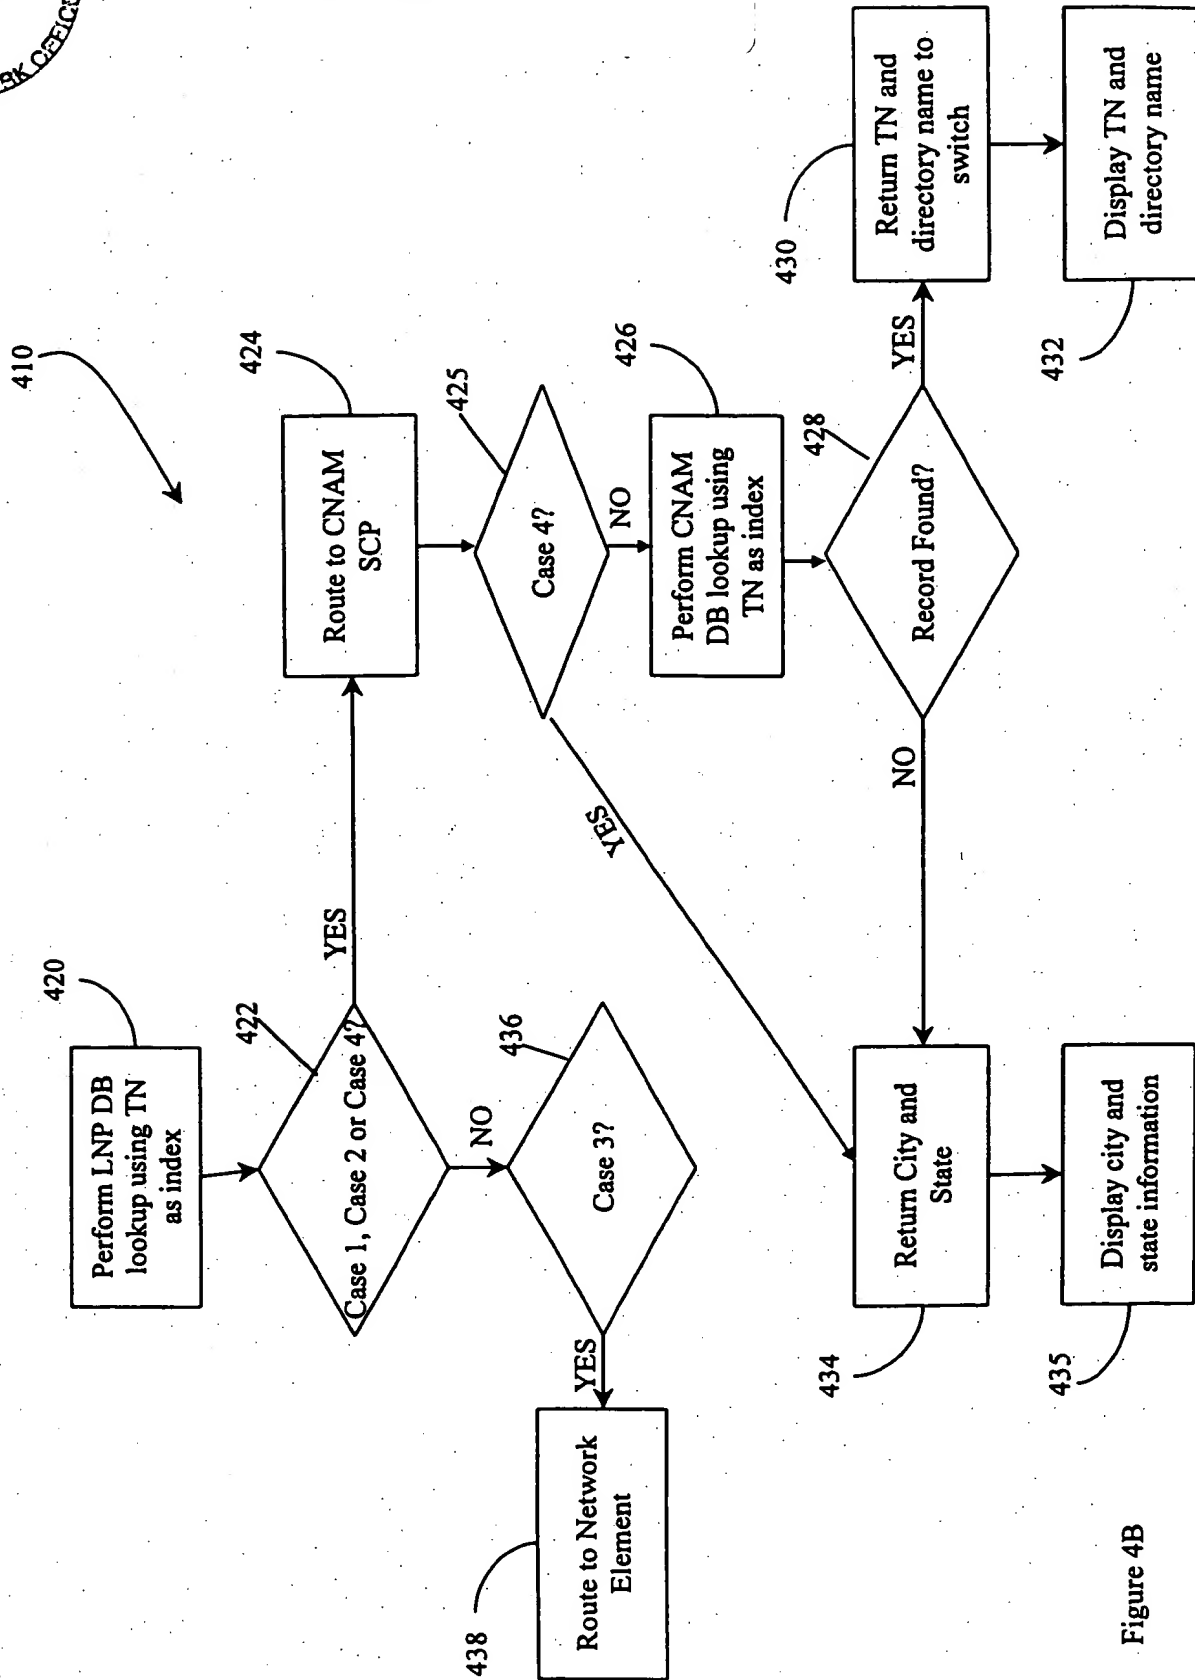 RK OFFICE
410
420
Perform LNP DB
lookup using TN
as index
422
Case 1, Case 2 or Case 4?
YES
NO
424
Route to CNAM
SCP
425
Case 4?
YES
NO
426
Perform CNAM
DB lookup using
TN as index
428
Record Found?
YES
NO
430
Return TN and
directory name to
switch
432
Display TN and
directory name
434
Return City and
State
435
Display city and
state information
436
Case 3?
YES
438
Route to Network
Element
Figure 4B